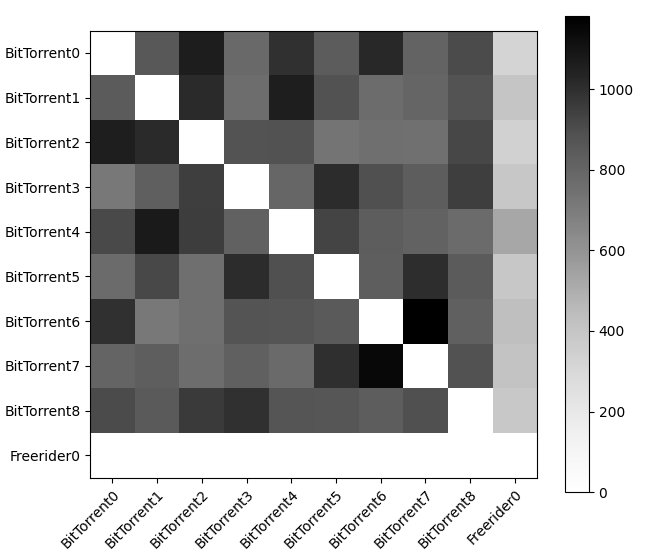 BitTorrent0
BitTorrent1
BitTorrent2
BitTorrent3
BitTorrent4
BitTorrent5
BitTorrent6
BitTorrent7
BitTorrent8
Freerider0
BitTorrent0
BitTorrent1
BitTorrent2
BitTorrent3
BitTorrent4
BitTorrent5
BitTorrent6
BitTorrent7
BitTorrent8
Freerider0
1000
800
600
400
200
0